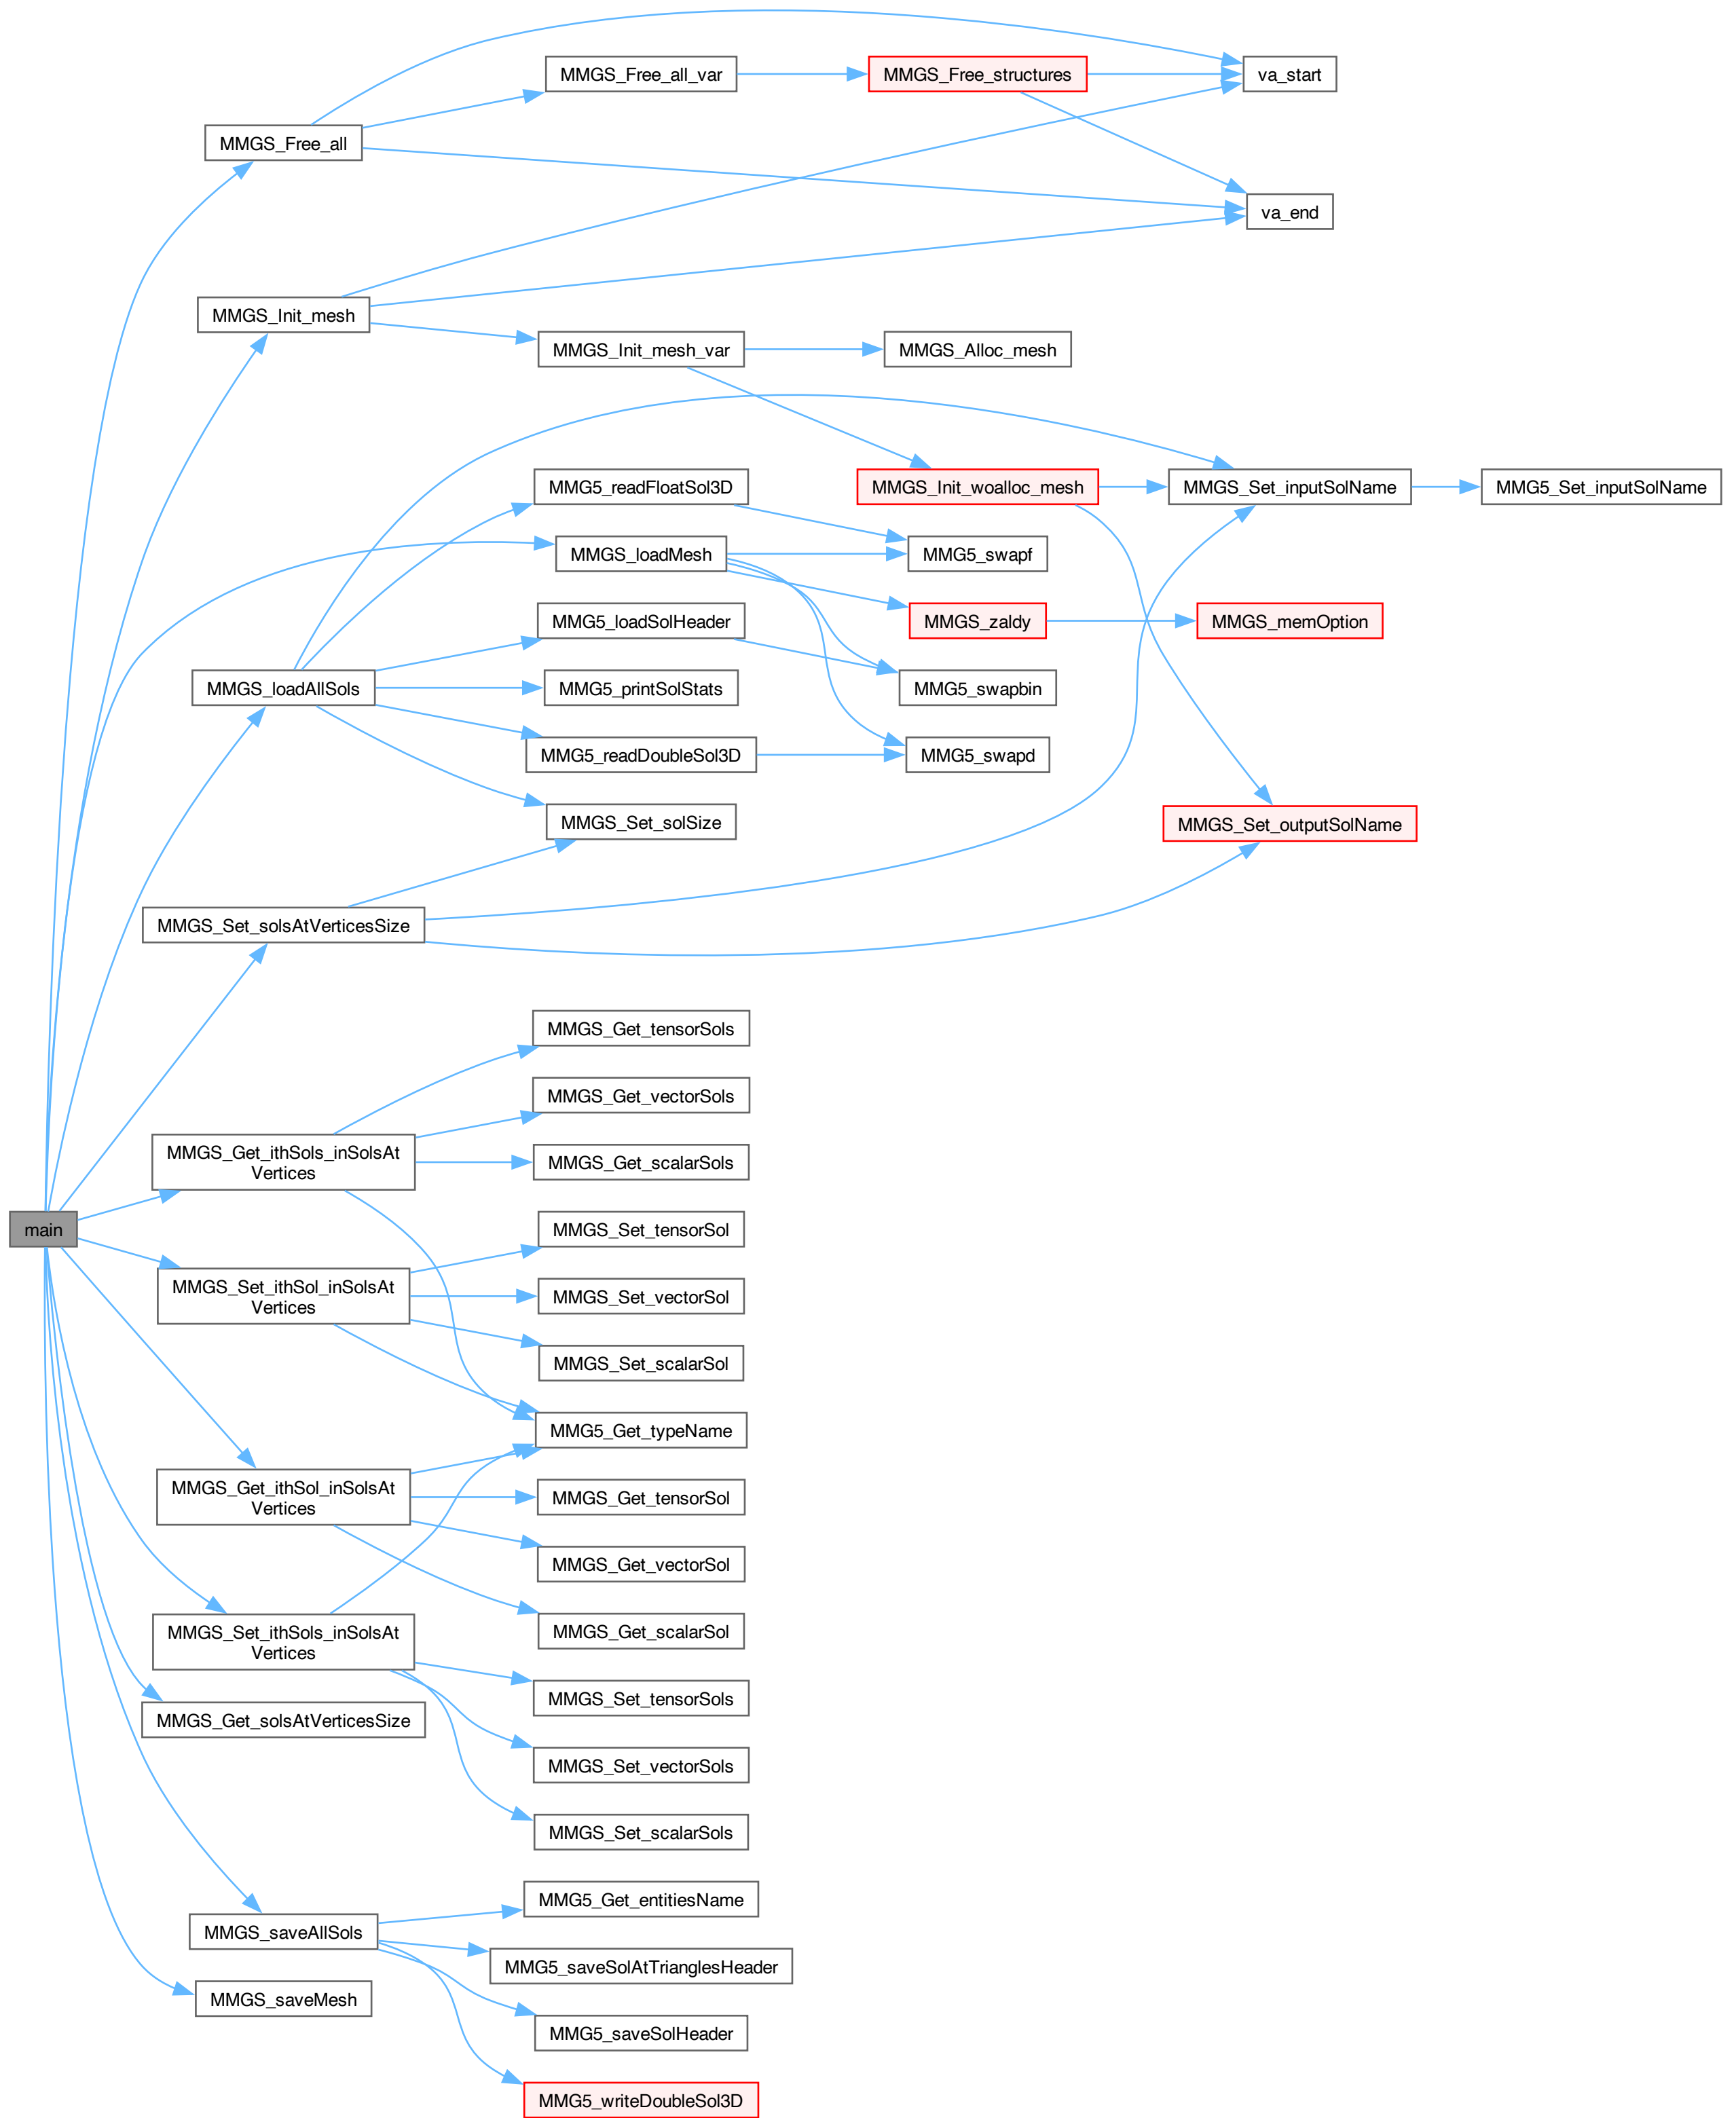 MMGS_Free_all_var
MMGS_Free_structures
va_start
MMGS_Free_all
va_end
MMGS_Init_mesh
MMGS_Init_mesh_var
MMGS_Alloc_mesh
MMG5_readFloatSol3D
MMGS_Init_woalloc_mesh
MMGS_Set_inputSolName
MMG5_Set_inputSolName
MMGS_loadMesh
MMG5_swapf
MMG5_loadSolHeader
MMGS_zaldy
MMGS_memOption
MMGS_loadAllSols
MMG5_printSolStats
MMG5_swapbin
MMG5_readDoubleSol3D
MMG5_swapd
MMGS_Set_solSize
MMGS_Set_outputSolName
MMGS_Set_solsAtVerticesSize
MMGS_Get_tensorSols
MMGS_Get_vectorSols
MMGS_Get_ithSols_inSolsAt
Vertices
MMGS_Get_scalarSols
main
MMGS_Set_tensorSol
MMGS_Set_ithSol_inSolsAt
Vertices
MMGS_Set_vectorSol
MMGS_Set_scalarSol
MMG5_Get_typeName
MMGS_Get_ithSol_inSolsAt
Vertices
MMGS_Get_tensorSol
MMGS_Get_vectorSol
MMGS_Get_scalarSol
MMGS_Set_ithSols_inSolsAt
Vertices
MMGS_Set_tensorSols
MMGS_Get_solsAtVerticesSize
MMGS_Set_vectorSols
MMGS_Set_scalarSols
MMG5_Get_entitiesName
MMGS_saveAllSols
MMG5_saveSolAtTrianglesHeader
MMGS_saveMesh
MMG5_saveSolHeader
MMG5_writeDoubleSol3D